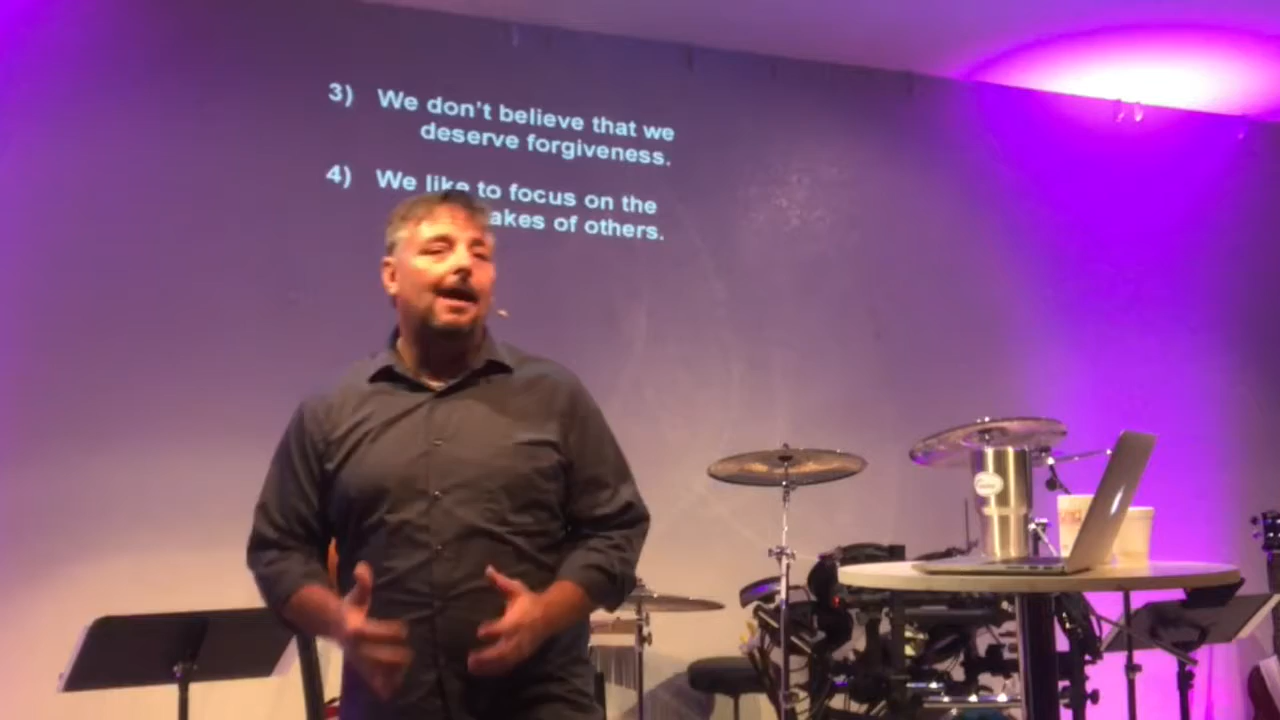 3) We don't believe that we
deserve forgiveness.
4) We like to focus on the
akes of others.